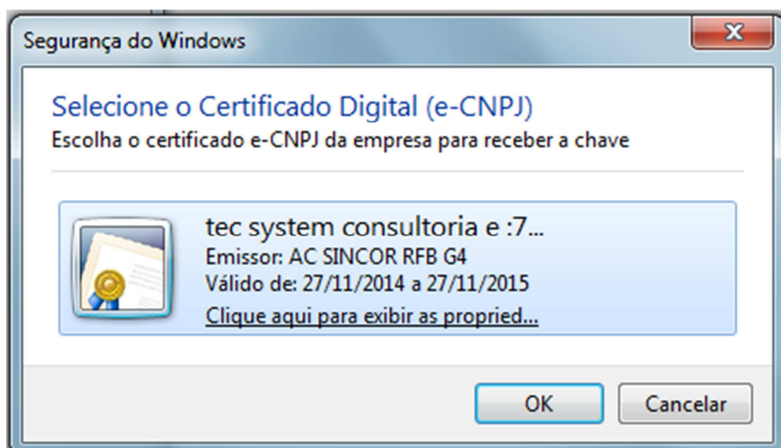 Segurança do Windows
Selecione o Certificado Digital (e-CNPJ)
Escolha o certificado e-CNPJ da empresa para receber a chave
tec system consultoria e :7...
Emissor: AC SINCOR RFB G4
Válido de: 27/11/2014 a 27/11/2015
Clique aqui para exibir as propried...
OK
Cancelar